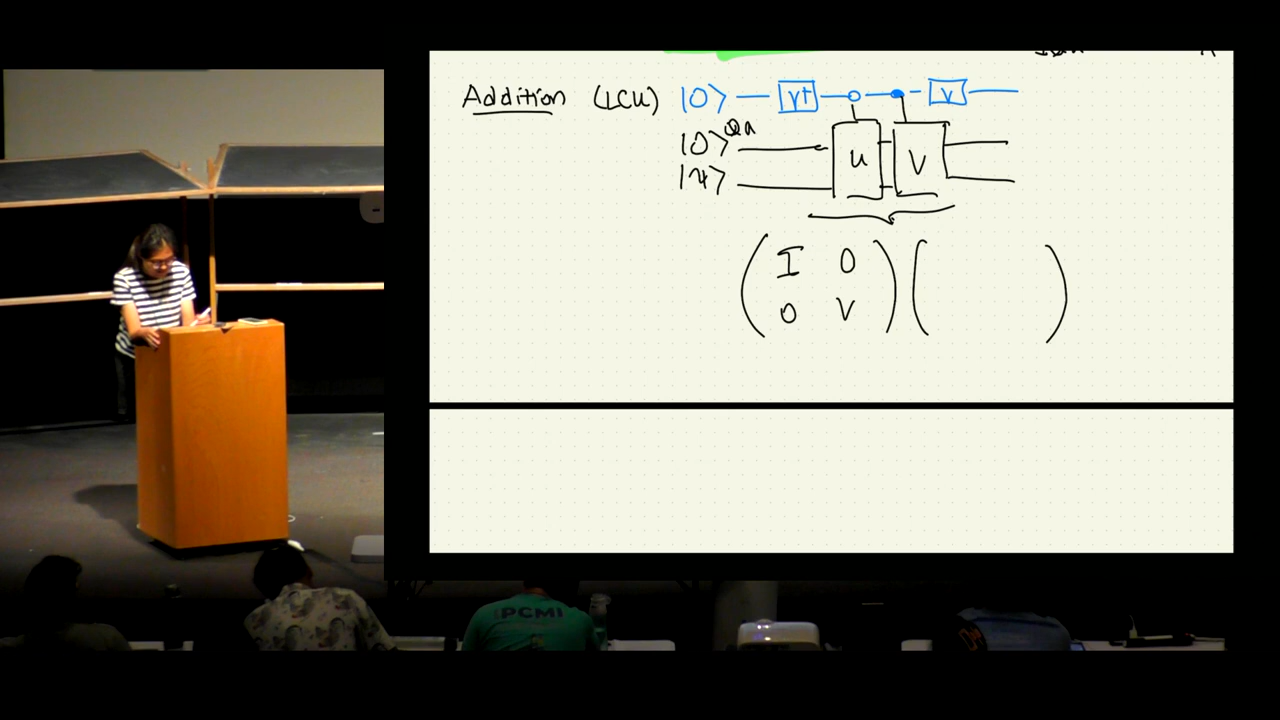 Addition (LCU) |0⟩ — γ† — γ
|0⟩⊗a U V
|ψ⟩
( I 0 ) (
( 0 V ) )
PCMI